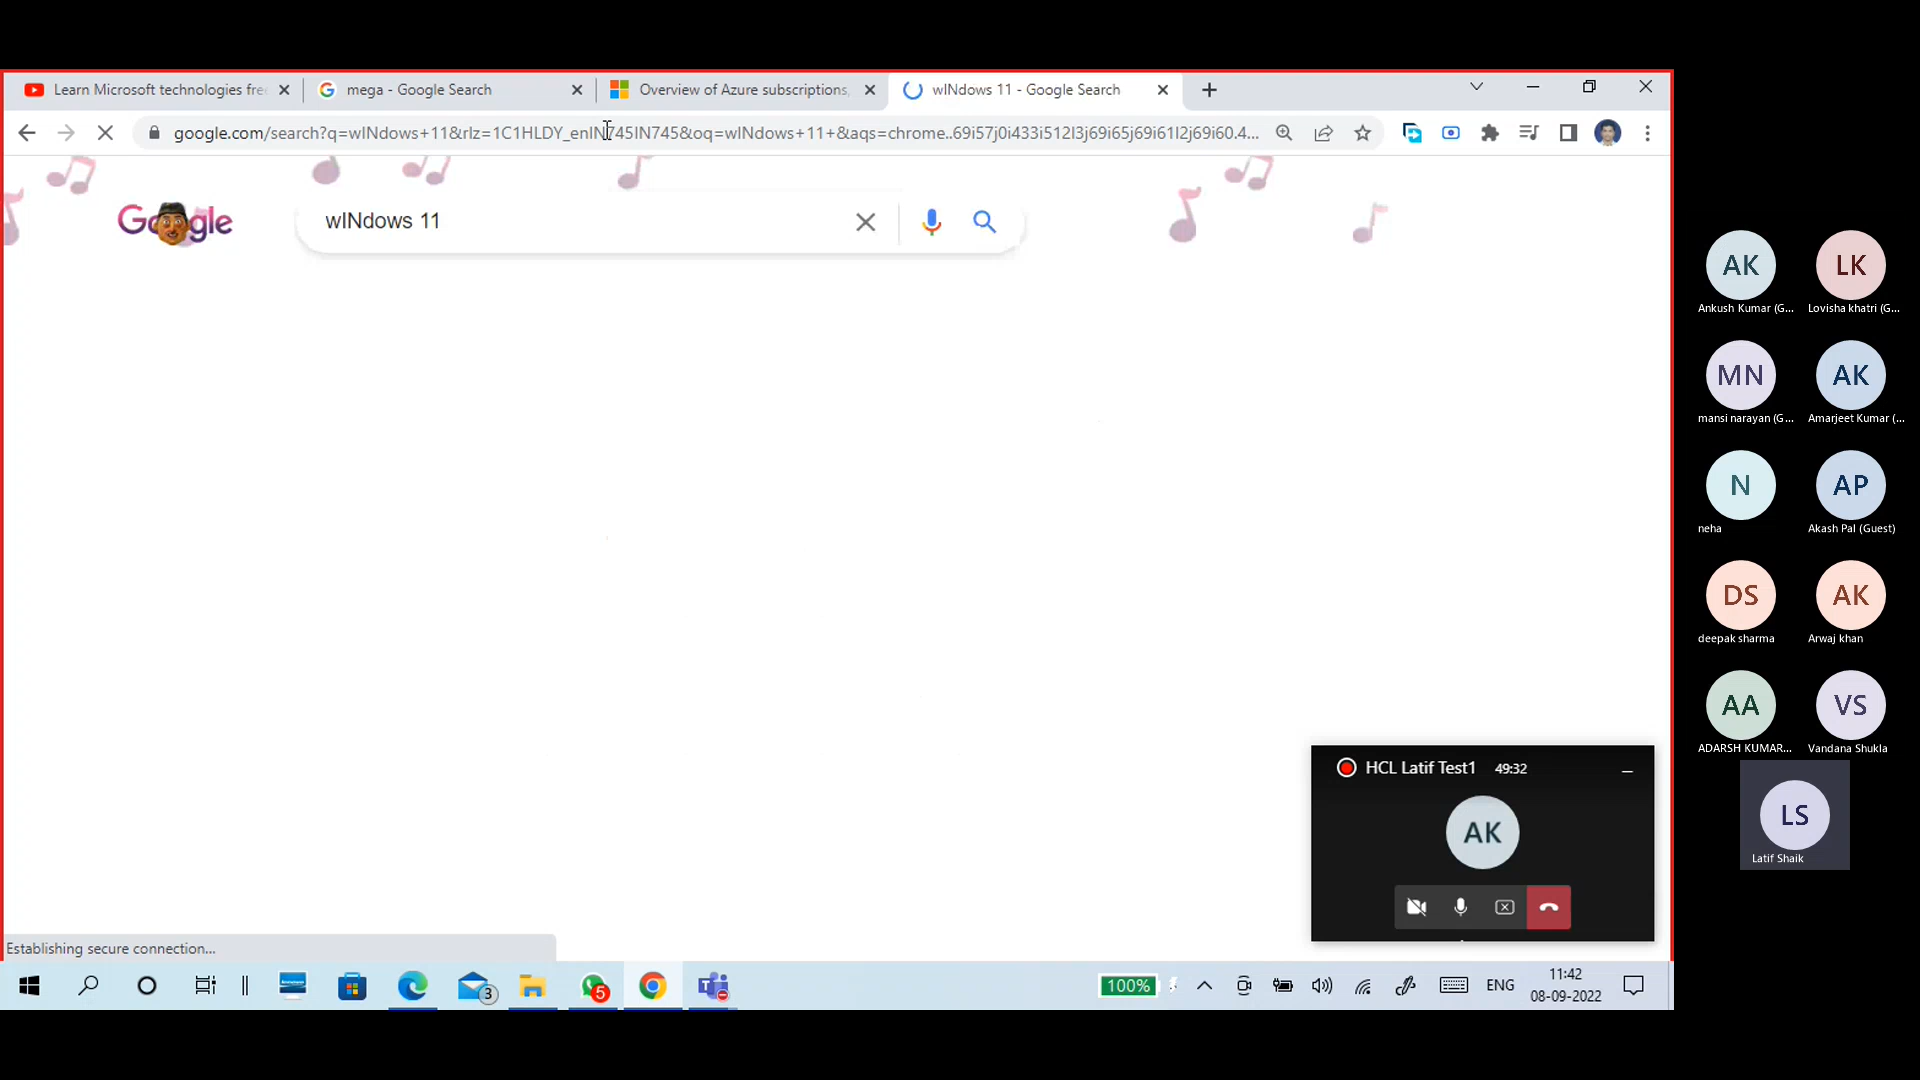 Learn Microsoft technologies free
mega - Google Search
Overview of Azure subscriptions,
wINdows 11 - Google Search
google.com/search?q=wINdows+11&rlz=1C1HLDY_enIN745IN745&oq=wINdows+11+&aqs=chrome..69i57j0i433i512l3j69i65j69i61l2j69i60.4...
Google
wINdows 11
AK
Ankush Kumar (G...
LK
Lovisha khatri (G...
MN
mansi narayan (G...
AK
Amarjeet Kumar (...
N
neha
AP
Akash Pal (Guest)
DS
deepak sharma
AK
Arwaj khan
AA
ADARSH KUMAR...
VS
Vandana Shukla
LS
Latif Shaik
HCL Latif Test1 49:32
AK
Establishing secure connection...
3
5
100%
ENG
11:42
08-09-2022